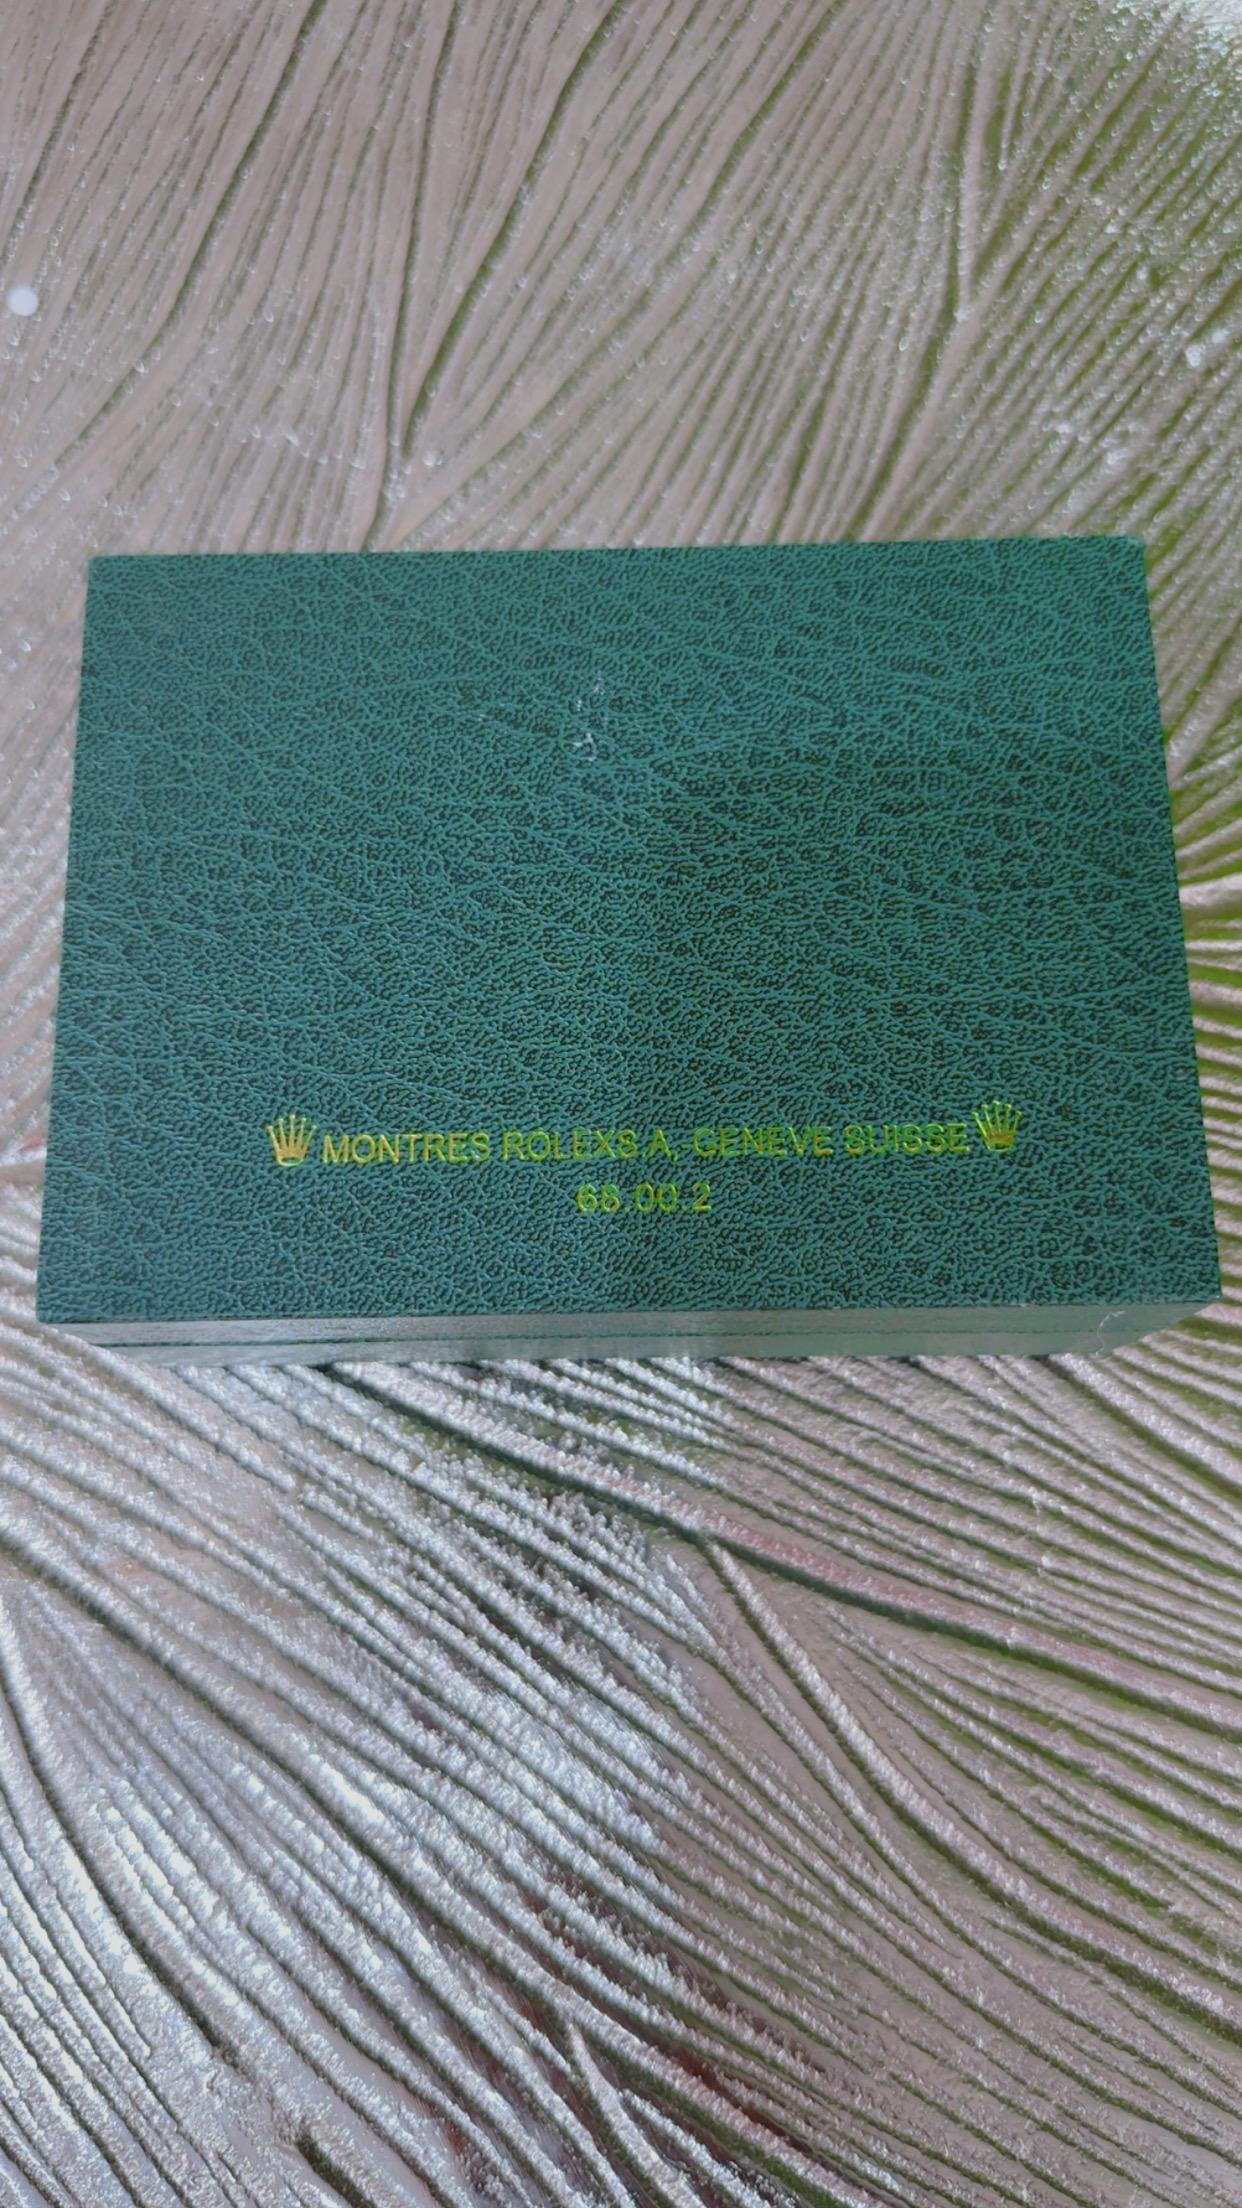 MONTRES ROLEXS A, GENEVE SUISSE
68.00.2